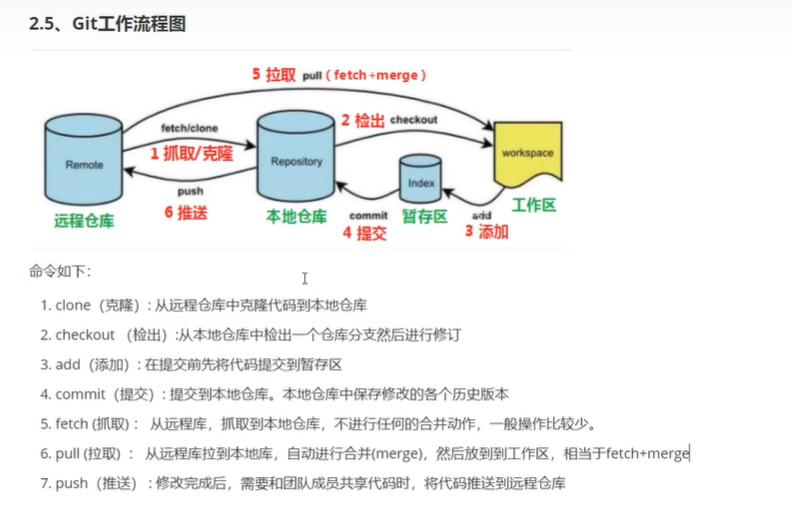 2.5、Git工作流程图
5 拉取 pull ( fetch+merge )
2 检出 checkout
fetch/clone
1 抓取/克隆
Remote
Repository
workspace
Index
push
6 推送
远程仓库
本地仓库
commit
4 提交
暂存区
add
3 添加
工作区
命令如下：
1. clone（克隆）: 从远程仓库中克隆代码到本地仓库
2. checkout （检出）:从本地仓库中检出一个仓库分支然后进行修订
3. add（添加）: 在提交前先将代码提交到暂存区
4. commit（提交）: 提交到本地仓库。本地仓库中保存修改的各个历史版本
5. fetch (抓取) ： 从远程库，抓取到本地仓库，不进行任何的合并动作，一般操作比较少。
6. pull (拉取) ： 从远程库拉到本地库，自动进行合并(merge)，然后放到到工作区，相当于fetch+merge
7. push（推送） : 修改完成后，需要和团队成员共享代码时，将代码推送到远程仓库